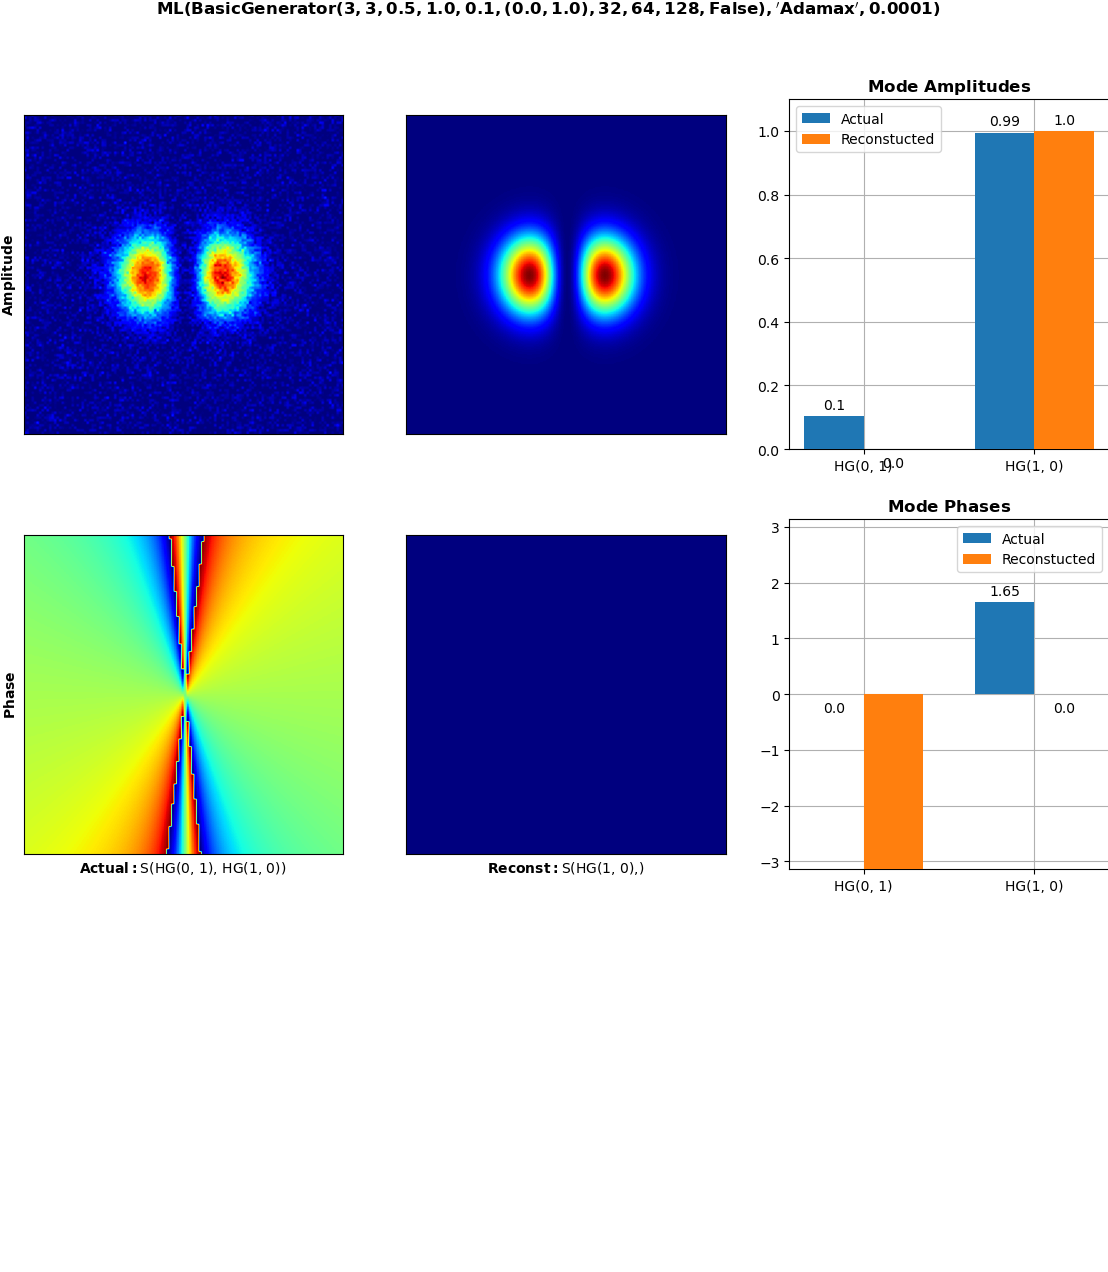 ML(BasicGenerator(3, 3, 0.5, 1.0, 0.1, (0.0, 1.0), 32, 64, 128, False), ′Adamax′, 0.0001)
Amplitude
Mode Amplitudes
Actual
Reconstucted
0.99
1.0
0.1
0.0
1.0
0.8
0.6
0.4
0.2
0.0
HG(0, 1)
HG(1, 0)
Phase
Actual: S(HG(0, 1), HG(1, 0))
Reconst: S(HG(1, 0),)
Mode Phases
Actual
Reconstucted
1.65
0.0
0.0
3
2
1
0
−1
−2
−3
HG(0, 1)
HG(1, 0)